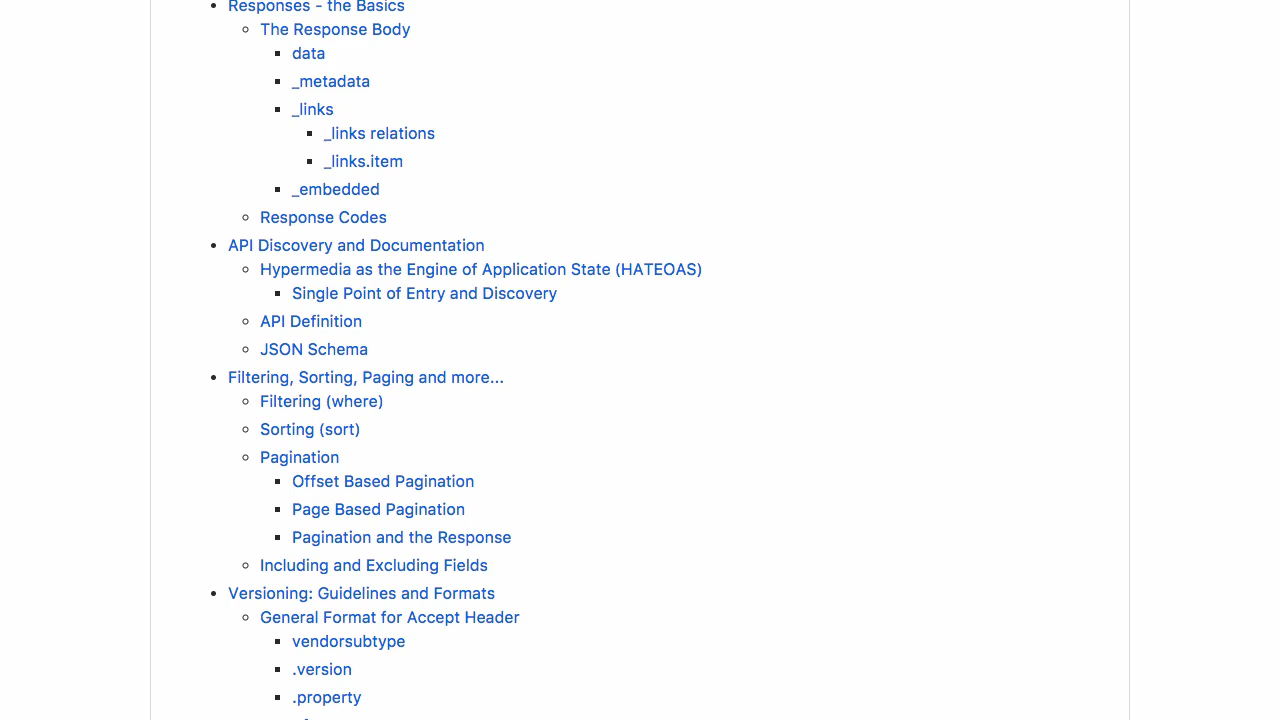 Responses - the Basics
The Response Body
data
_metadata
_links
_links relations
_links.item
_embedded
Response Codes
API Discovery and Documentation
Hypermedia as the Engine of Application State (HATEOAS)
Single Point of Entry and Discovery
API Definition
JSON Schema
Filtering, Sorting, Paging and more...
Filtering (where)
Sorting (sort)
Pagination
Offset Based Pagination
Page Based Pagination
Pagination and the Response
Including and Excluding Fields
Versioning: Guidelines and Formats
General Format for Accept Header
vendorsubtype
.version
.property